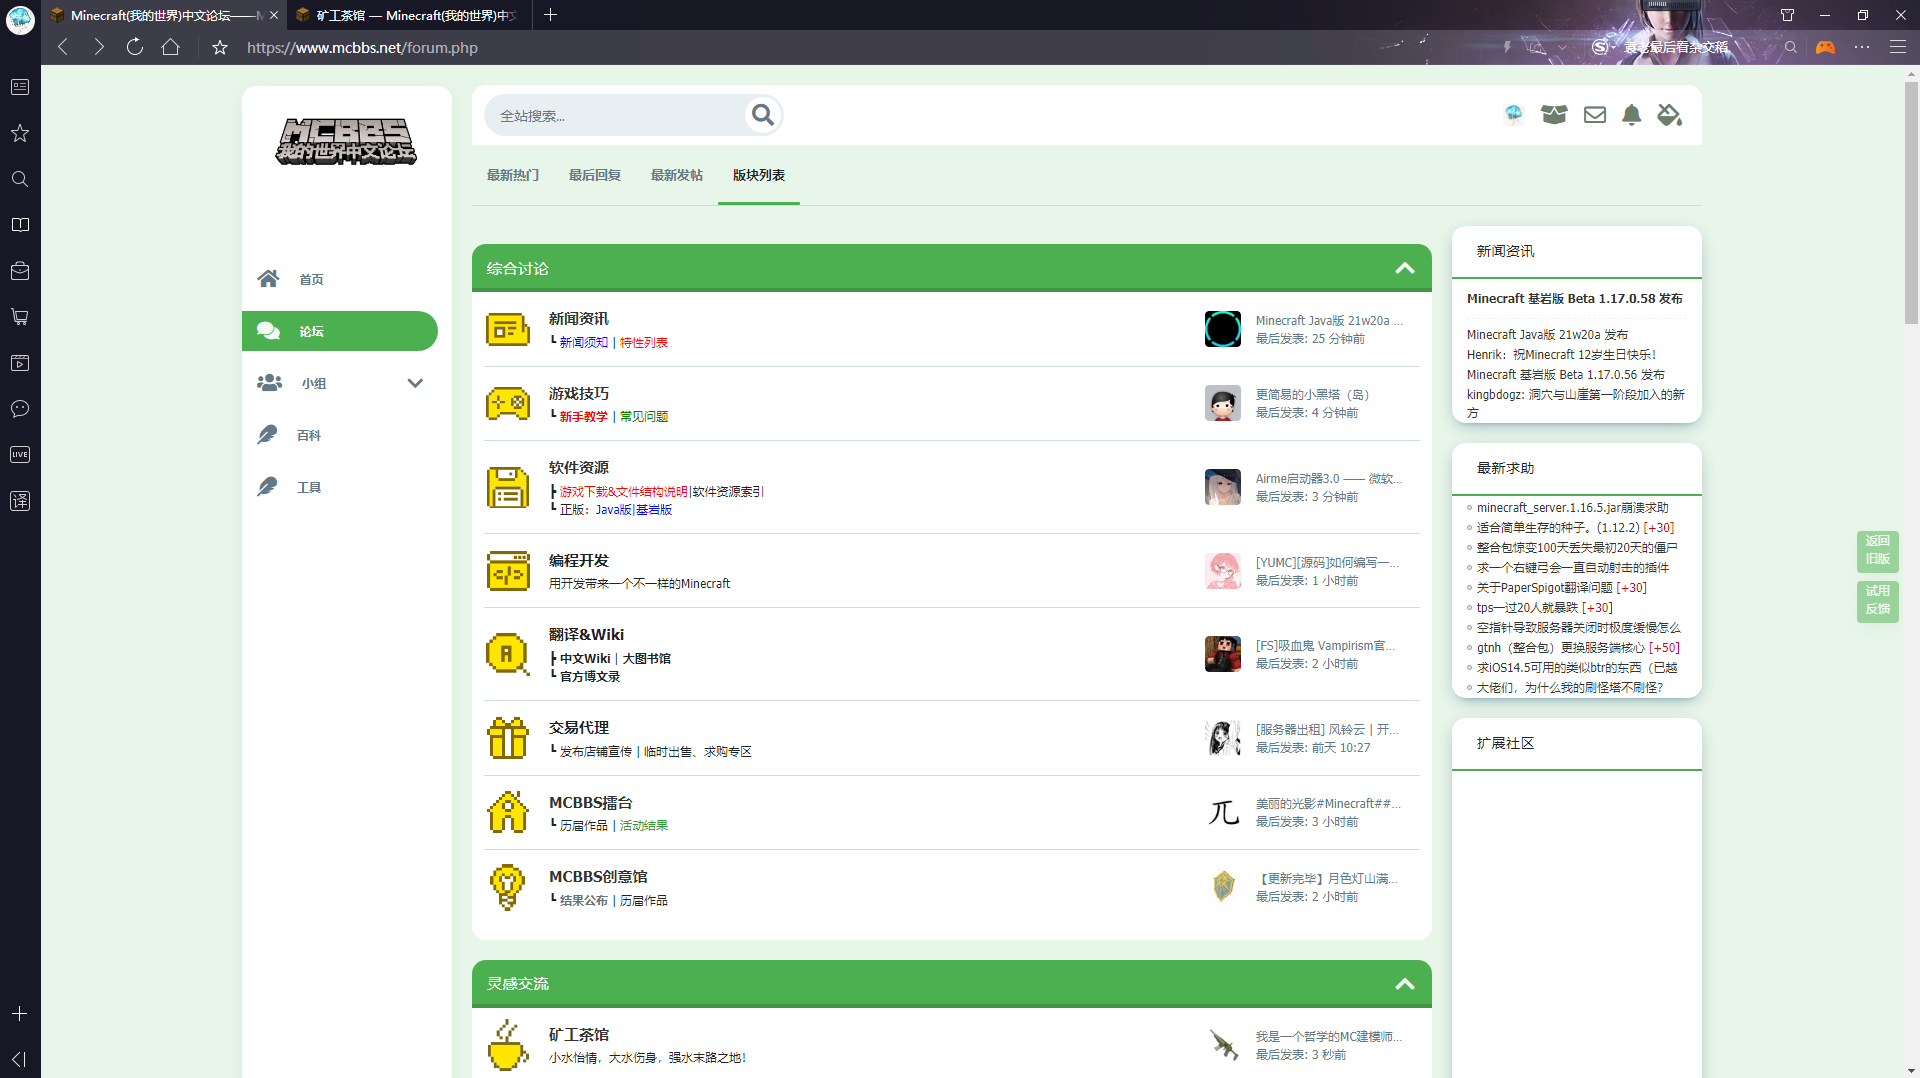 Minecraft(我的世界)中文论坛——M
矿工茶馆 — Minecraft(我的世界)中文
https://www.mcbbs.net/forum.php
袁老最后看杂交稻
LIVE
译
MCBBS
我的世界中文论坛
首页
论坛
小组
百科
工具
全站搜索...
最新热门
最后回复
最新发帖
版块列表
综合讨论
新闻资讯
┗ 新闻须知 | 特性列表
Minecraft Java版 21w20a ...
最后发表: 25 分钟前
游戏技巧
┗ 新手教学 | 常见问题
更简易的小黑塔（岛）
最后发表: 4 分钟前
软件资源
┣ 游戏下载&文件结构说明|软件资源索引
┗ 正版：Java版|基岩版
Airme启动器3.0 —— 微软...
最后发表: 3 分钟前
编程开发
用开发带来一个不一样的Minecraft
[YUMC][源码]如何编写一...
最后发表: 1 小时前
翻译&Wiki
┣ 中文Wiki | 大图书馆
┗ 官方博文录
[FS]吸血鬼 Vampirism官...
最后发表: 2 小时前
交易代理
┗ 发布店铺宣传 | 临时出售、求购专区
[服务器出租] 风铃云 | 开...
最后发表: 前天 10:27
MCBBS擂台
┗ 历届作品 | 活动结果
兀
美丽的光影#Minecraft##...
最后发表: 3 小时前
MCBBS创意馆
┗ 结果公布 | 历届作品
【更新完毕】月色灯山满...
最后发表: 2 小时前
灵感交流
矿工茶馆
小水怡情，大水伤身，强水末路之地！
我是一个哲学的MC建模师...
最后发表: 3 秒前
新闻资讯
Minecraft 基岩版 Beta 1.17.0.58 发布
Minecraft Java版 21w20a 发布
Henrik：祝Minecraft 12岁生日快乐！
Minecraft 基岩版 Beta 1.17.0.56 发布
kingbdogz: 洞穴与山崖第一阶段加入的新
方
最新求助
minecraft_server.1.16.5.jar崩溃求助
适合简单生存的种子。(1.12.2) [+30]
整合包惊变100天丢失最初20天的僵尸
求一个右键弓会一直自动射击的插件
关于PaperSpigot翻译问题 [+30]
tps一过20人就暴跌 [+30]
空指针导致服务器关闭时极度缓慢怎么
gtnh（整合包）更换服务端核心 [+50]
求iOS14.5可用的类似btr的东西（已越
大佬们，为什么我的刷怪塔不刷怪？
扩展社区
返回
旧版
试用
反馈